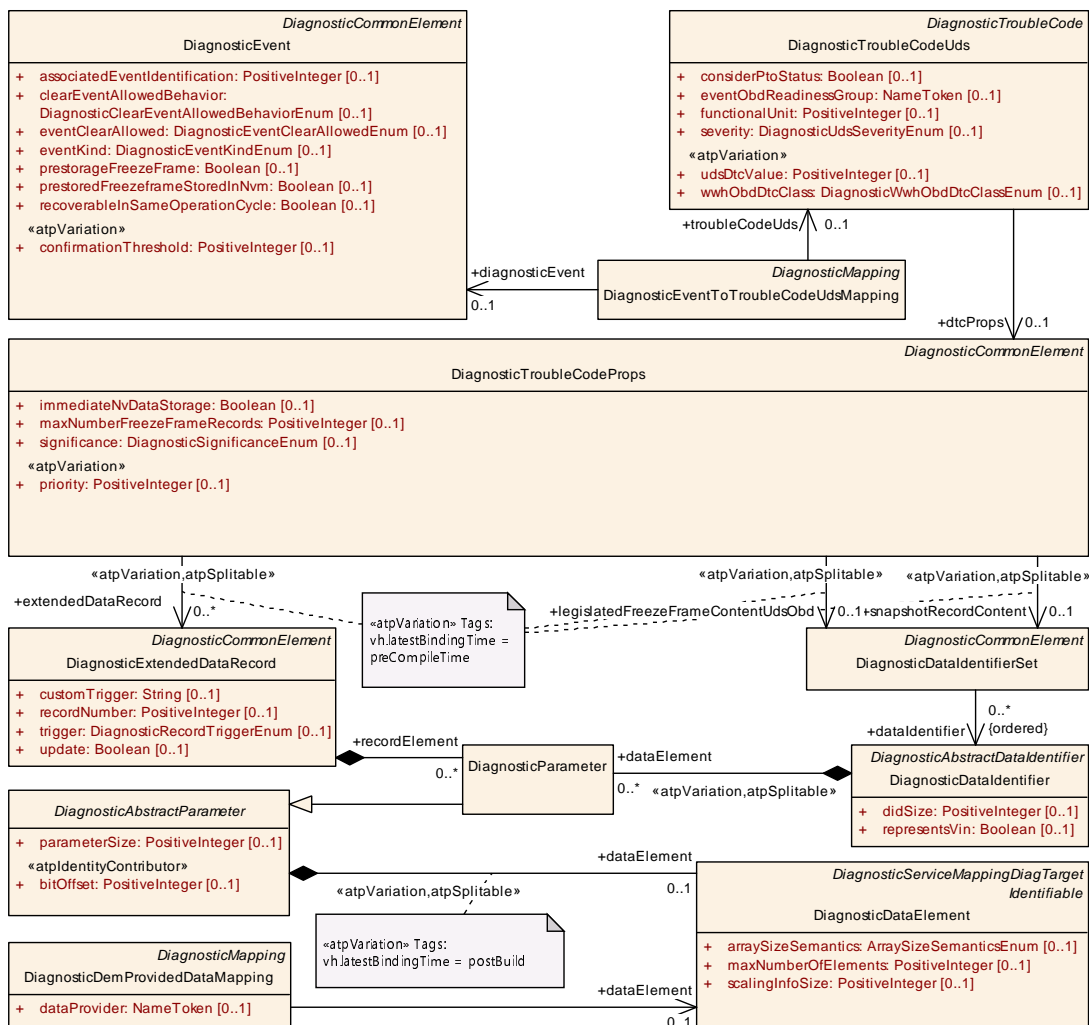 DiagnosticCommonElement
DiagnosticEvent
+ associatedEventIdentification: PositiveInteger [0..1]
+ clearEventAllowedBehavior:
DiagnosticClearEventAllowedBehaviorEnum [0..1]
+ eventClearAllowed: DiagnosticEventClearAllowedEnum [0..1]
+ eventKind: DiagnosticEventKindEnum [0..1]
+ prestorageFreezeFrame: Boolean [0..1]
+ prestoredFreezeframeStoredInNvm: Boolean [0..1]
+ recoverableInSameOperationCycle: Boolean [0..1]
«atpVariation»
+ confirmationThreshold: PositiveInteger [0..1]
DiagnosticTroubleCode
DiagnosticTroubleCodeUds
+ considerPtoStatus: Boolean [0..1]
+ eventObdReadinessGroup: NameToken [0..1]
+ functionalUnit: PositiveInteger [0..1]
+ severity: DiagnosticUdsSeverityEnum [0..1]
«atpVariation»
+ udsDtcValue: PositiveInteger [0..1]
+ wwhObdDtcClass: DiagnosticWwhObdDtcClassEnum [0..1]
+troubleCodeUds 0..1
+diagnosticEvent
0..1
DiagnosticMapping
DiagnosticEventToTroubleCodeUdsMapping
+dtcProps 0..1
DiagnosticCommonElement
DiagnosticTroubleCodeProps
+ immediateNvDataStorage: Boolean [0..1]
+ maxNumberFreezeFrameRecords: PositiveInteger [0..1]
+ significance: DiagnosticSignificanceEnum [0..1]
«atpVariation»
+ priority: PositiveInteger [0..1]
«atpVariation,atpSplitable»
+extendedDataRecord 0..*
«atpVariation,atpSplitable»
+legislatedFreezeFrameContentUdsObd 0..1
«atpVariation,atpSplitable»
+snapshotRecordContent 0..1
«atpVariation» Tags:
vh.latestBindingTime =
preCompileTime
DiagnosticCommonElement
DiagnosticExtendedDataRecord
+ customTrigger: String [0..1]
+ recordNumber: PositiveInteger [0..1]
+ trigger: DiagnosticRecordTriggerEnum [0..1]
+ update: Boolean [0..1]
DiagnosticCommonElement
DiagnosticDataIdentifierSet
0..*
+dataIdentifier {ordered}
+recordElement
0..*
DiagnosticParameter
+dataElement
0..* «atpVariation,atpSplitable»
DiagnosticAbstractDataIdentifier
DiagnosticDataIdentifier
+ didSize: PositiveInteger [0..1]
+ representsVin: Boolean [0..1]
DiagnosticAbstractParameter
+ parameterSize: PositiveInteger [0..1]
«atpIdentityContributor»
+ bitOffset: PositiveInteger [0..1]
+dataElement
0..1
«atpVariation,atpSplitable»
«atpVariation» Tags:
vh.latestBindingTime = postBuild
DiagnosticServiceMappingDiagTarget
Identifiable
DiagnosticDataElement
+ arraySizeSemantics: ArraySizeSemanticsEnum [0..1]
+ maxNumberOfElements: PositiveInteger [0..1]
+ scalingInfoSize: PositiveInteger [0..1]
DiagnosticMapping
DiagnosticDemProvidedDataMapping
+ dataProvider: NameToken [0..1]
+dataElement
0..1